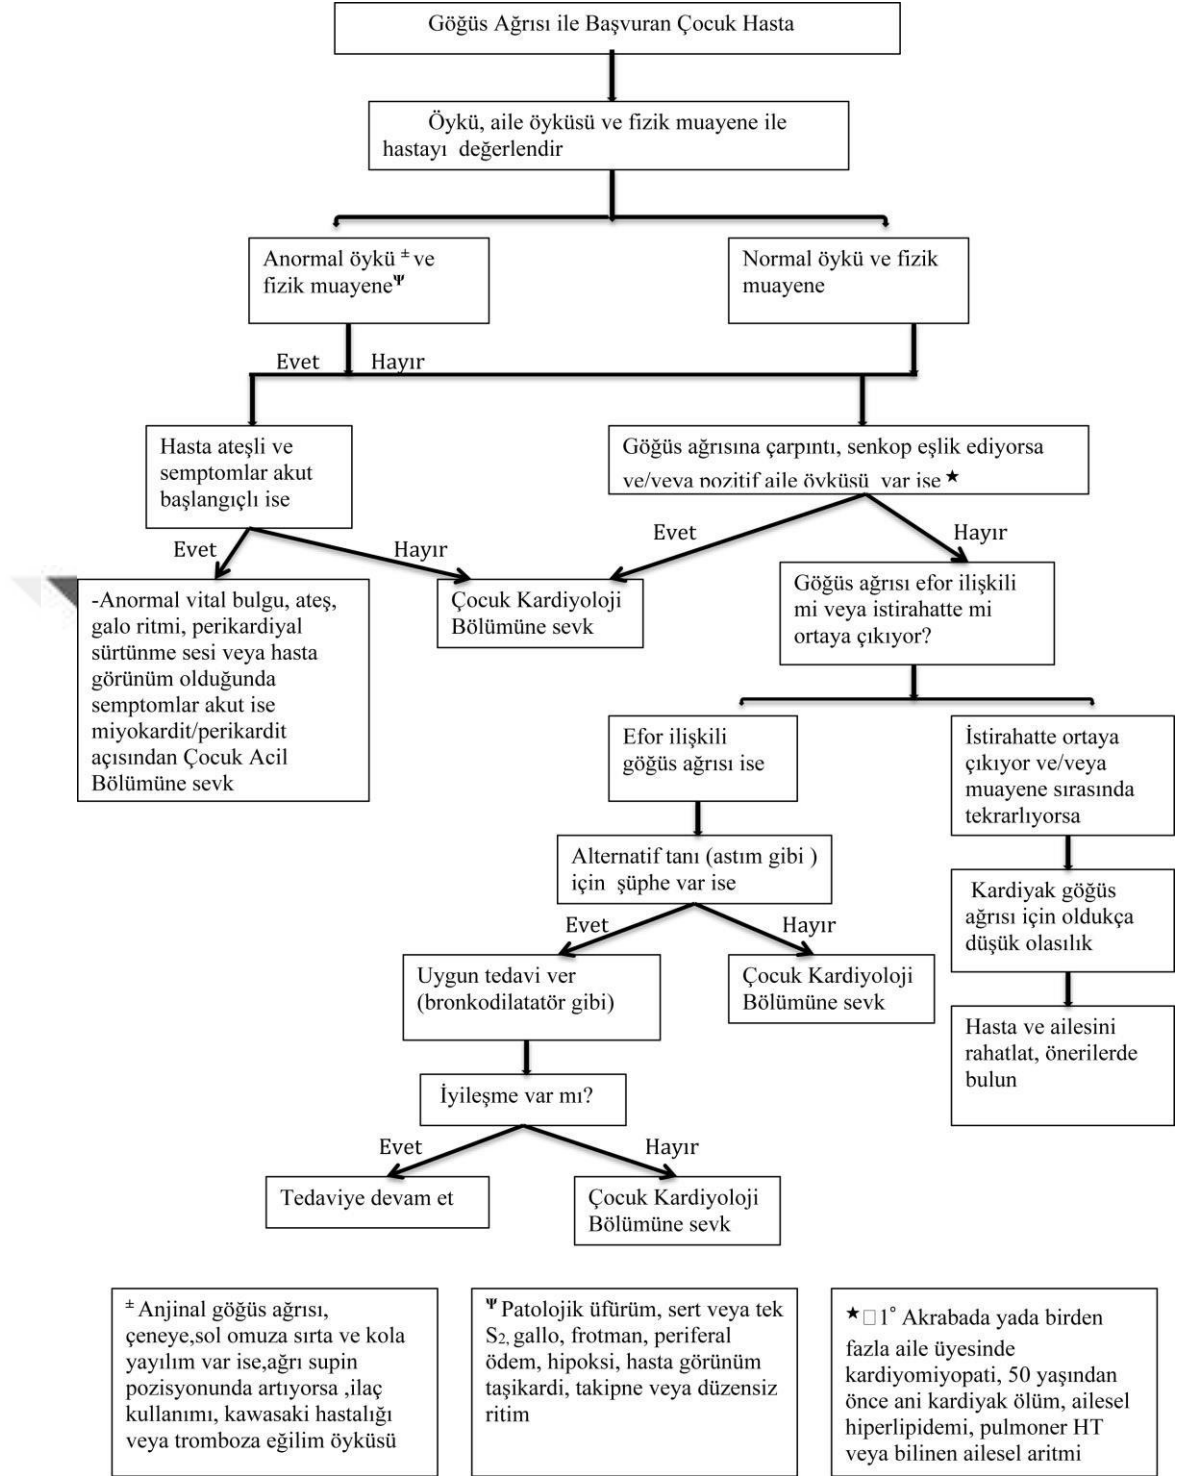 Göğüs Ağrısı ile Başvuran Çocuk Hasta
Öykü, aile öyküsü ve fizik muayene ile
hastayı değerlendir
Anormal öykü ± ve
fizik muayeneΨ
Normal öykü ve fizik
muayene
Evet
Hayır
Hasta ateşli ve
semptomlar akut
başlangıçlı ise
Göğüs ağrısına çarpıntı, senkop eşlik ediyorsa
ve/veya pozitif aile öyküsü var ise ★
Evet
Hayır
Evet
Hayır
-Anormal vital bulgu, ateş,
galo ritmi, perikardiyal
sürtünme sesi veya hasta
görünüm olduğunda
semptomlar akut ise
miyokardit/perikardit
açısından Çocuk Acil
Bölümüne sevk
Çocuk Kardiyoloji
Bölümüne sevk
Göğüs ağrısı efor ilişkili
mi veya istirahatte mi
ortaya çıkıyor?
Efor ilişkili
göğüs ağrısı ise
İstirahatte ortaya
çıkıyor ve/veya
muayene sırasında
tekrarlıyorsa
Alternatif tanı (astım gibi )
için şüphe var ise
Kardiyak göğüs
ağrısı için oldukça
düşük olasılık
Evet
Hayır
Uygun tedavi ver
(bronkodilatatör gibi)
Çocuk Kardiyoloji
Bölümüne sevk
Hasta ve ailesini
rahatlat, önerilerde
bulun
İyileşme var mı?
Evet
Hayır
Tedaviye devam et
Çocuk Kardiyoloji
Bölümüne sevk
± Anjinal göğüs ağrısı,
çeneye,sol omuza sırta ve kola
yayılım var ise,ağrı supin
pozisyonunda artıyorsa ,ilaç
kullanımı, kawasaki hastalığı
veya tromboza eğilim öyküsü
Ψ Patolojik üfürüm, sert veya tek
S2, gallo, frotman, periferal
ödem, hipoksi, hasta görünüm
taşikardi, takipne veya düzensiz
ritim
★□1° Akrabada yada birden
fazla aile üyesinde
kardiyomiyopati, 50 yaşından
önce ani kardiyak ölüm, ailesel
hiperlipidemi, pulmoner HT
veya bilinen ailesel aritmi